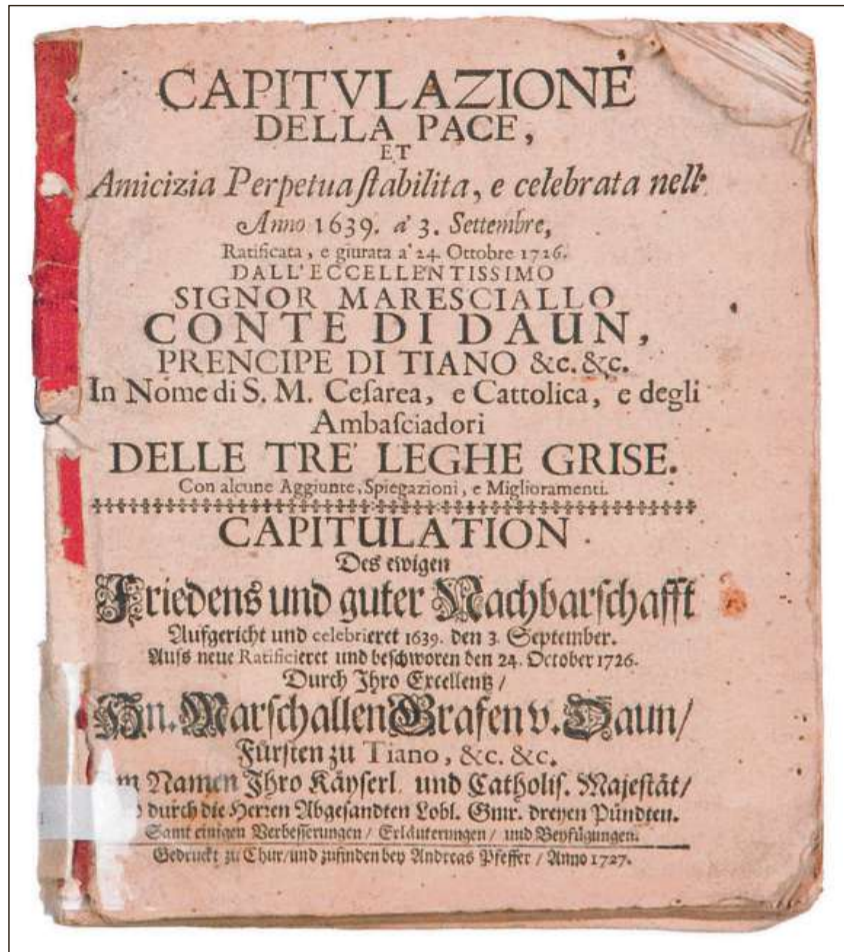 CAPITVLAZIONE
DELLA PACE,
ET
Amicizia Perpetua ſtabilita, e celebrata nell'
Anno 1639. a' 3. Settembre,
Ratificata, e giurata a' 24. Ottobre 1726.
DALL'ECCELLENTISSIMO
SIGNOR MARESCIALLO
CONTE DI DAUN,
PRENCIPE DI TIANO &c. &c.
In Nome di S. M. Ceſarea, e Cattolica, e degli
Ambaſciadori
DELLE TRE' LEGHE GRISE.
Con alcune Aggiunte, Spiegazioni, e Miglioramenti.
CAPITULATION
Des ewigen
Friedens und guter Nachbarſchafft
Auffgericht und celebrieret 1639. den 3. September.
Auffs neue Ratificieret und beſchworen den 24. October 1726.
Durch Ihro Excellentz /
Hn. Marſchallen Grafen v. Daun /
Fürſten zu Tiano, &c. &c.
Namen Ihro Käyſerl. und Catholiſ. Majeſtät /
durch die Herren Abgeſandten Lobl. Gmr. dreyen Pündten.
Samt einigen Verbeſſerungen / Erläuterungen / und Beyfügungen.
Gedruckt zu Chur / und zufinden bey Andreas Pfeffer / Anno 1727.